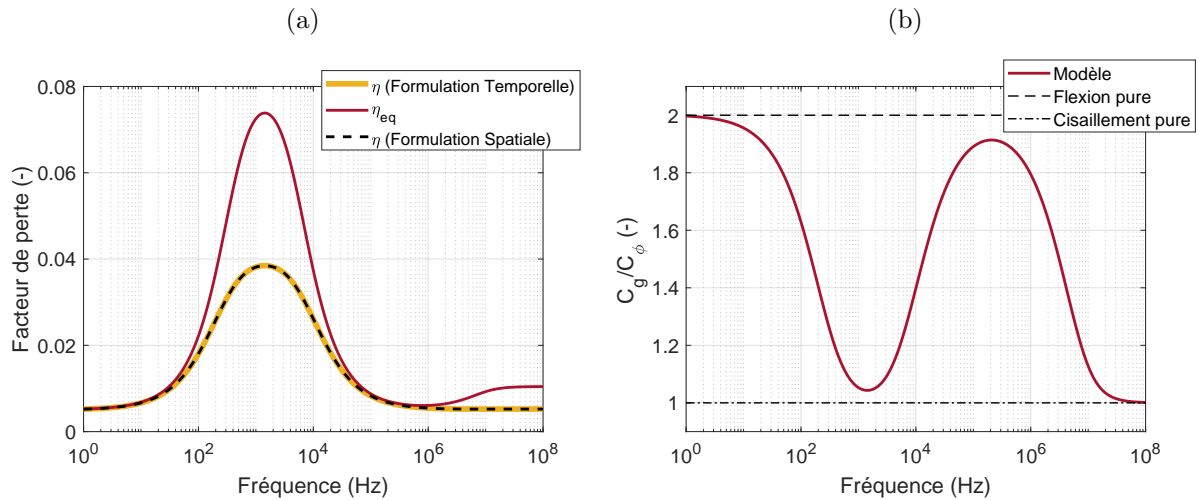 (a)
0.08
0.06
0.04
0.02
0
Facteur de perte (-)
η (Formulation Temporelle)
η_eq
η (Formulation Spatiale)
10^0
10^2
10^4
10^6
10^8
Fréquence (Hz)
(b)
2
1.8
1.6
1.4
1.2
1
C_g/C_ϕ (-)
Modèle
Flexion pure
Cisaillement pure
10^0
10^2
10^4
10^6
10^8
Fréquence (Hz)